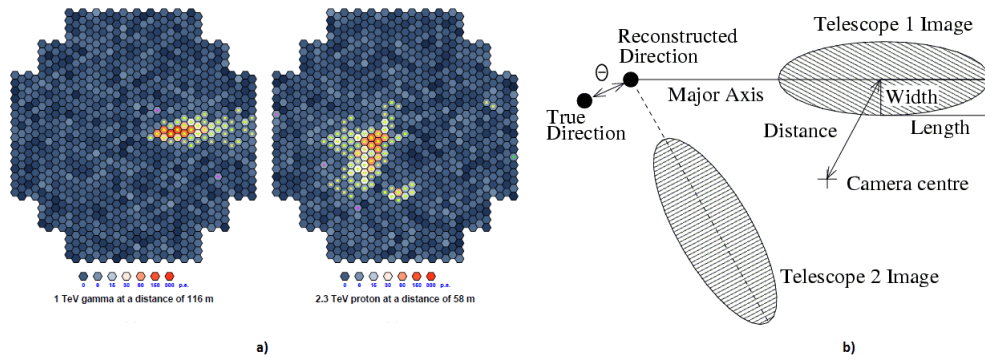 0 6 15 30 60 150 300 p.e.
1 TeV gamma at a distance of 116 m
0 6 15 30 60 150 300 p.e.
2.3 TeV proton at a distance of 58 m
a)
Telescope 1 Image
Reconstructed
Direction
Θ
Major Axis
Width
Length
True
Direction
Distance
Camera centre
Telescope 2 Image
b)